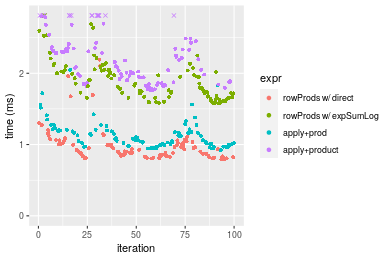 2
1
0
0
25
50
75
100
time (ms)
iteration
expr
rowProds w/ direct
rowProds w/ expSumLog
apply+prod
apply+product